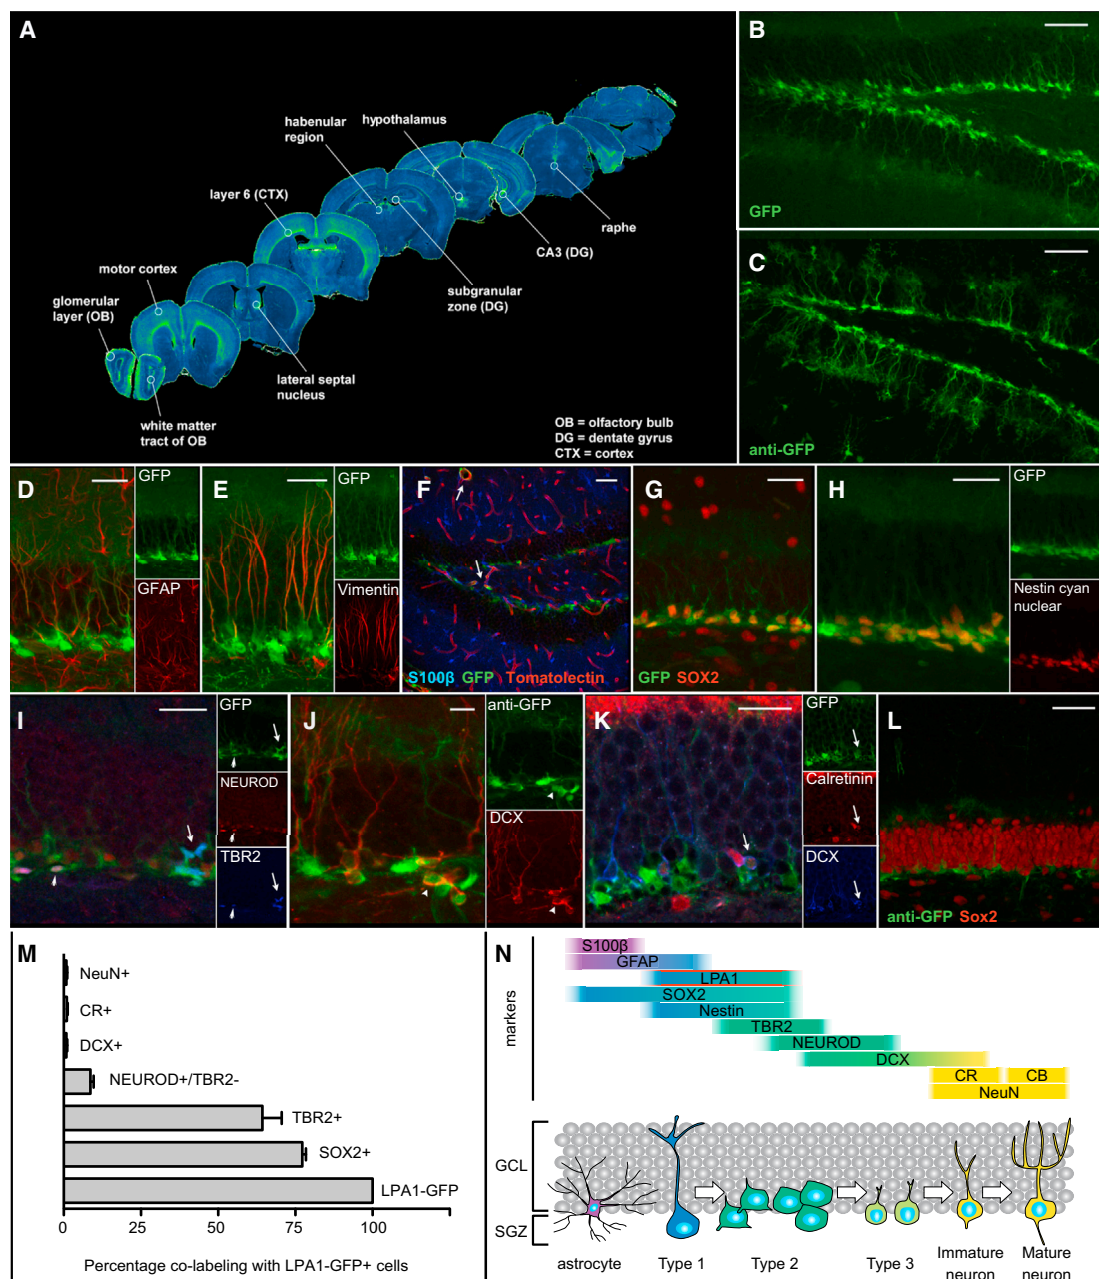 A
habenular
region
hypothalamus
layer 6 (CTX)
motor cortex
glomerular
layer (OB)
raphe
CA3 (DG)
subgranular
zone (DG)
lateral septal
nucleus
white matter
tract of OB
OB = olfactory bulb
DG = dentate gyrus
CTX = cortex
B
GFP
C
anti-GFP
D
GFP
GFAP
E
GFP
Vimentin
F
S100β GFP Tomatolectin
G
GFP SOX2
H
GFP
Nestin cyan
nuclear
I
GFP
NEUROD
TBR2
J
anti-GFP
DCX
K
GFP
Calretinin
DCX
L
anti-GFP Sox2
M
NeuN+
CR+
DCX+
NEUROD+/TBR2-
TBR2+
SOX2+
LPA1-GFP
0 25 50 75 100 125
Percentage co-labeling with LPA1-GFP+ cells
N
markers
S100β
GFAP
LPA1
SOX2
Nestin
TBR2
NEUROD
DCX
CR CB
NeuN
GCL
SGZ
astrocyte Type 1 Type 2 Type 3 Immature neuron Mature neuron